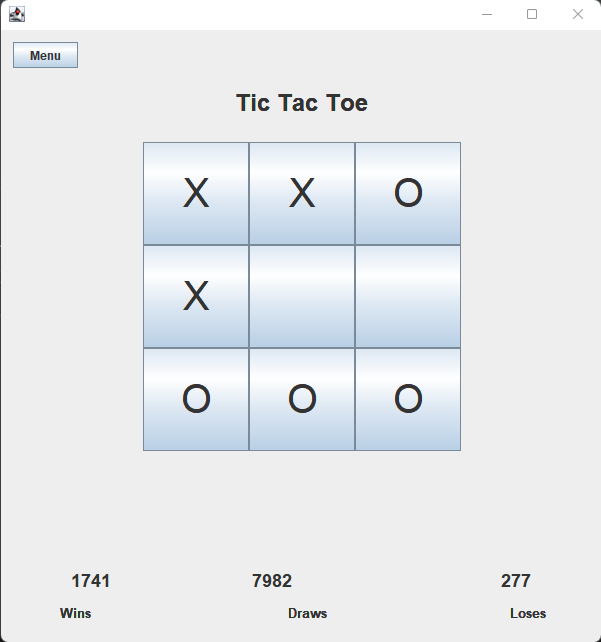 Menu
Tic Tac Toe
X X O
X
O O O
1741 7982 277
Wins Draws Loses